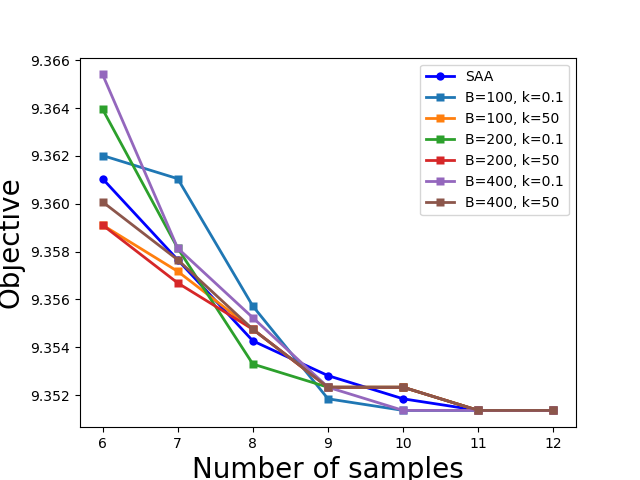 9.366
9.364
9.362
9.360
9.358
9.356
9.354
9.352
Objective
6 7 8 9 10 11 12
Number of samples
SAA
B=100, k=0.1
B=100, k=50
B=200, k=0.1
B=200, k=50
B=400, k=0.1
B=400, k=50